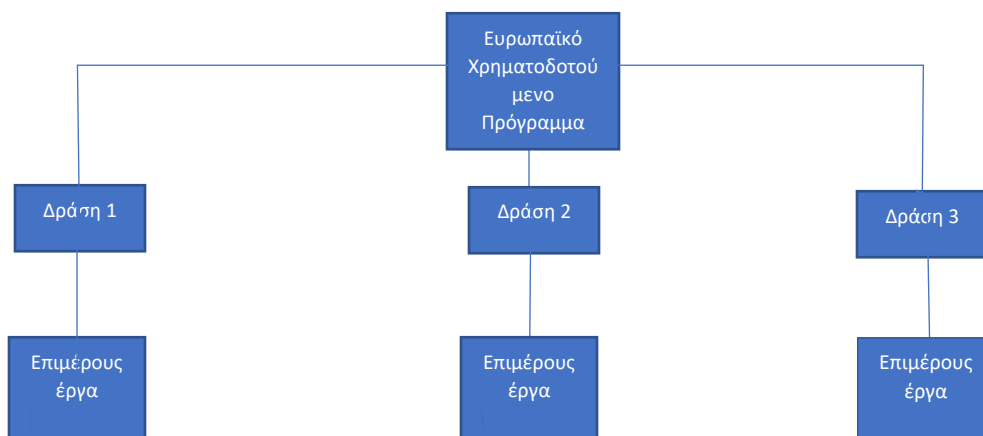 Ευρωπαϊκό
Χρηματοδοτού
μενο
Πρόγραμμα
Δράση 1
Δράση 2
Δράση 3
Επιμέρους
έργα
Επιμέρους
έργα
Επιμέρους
έργα